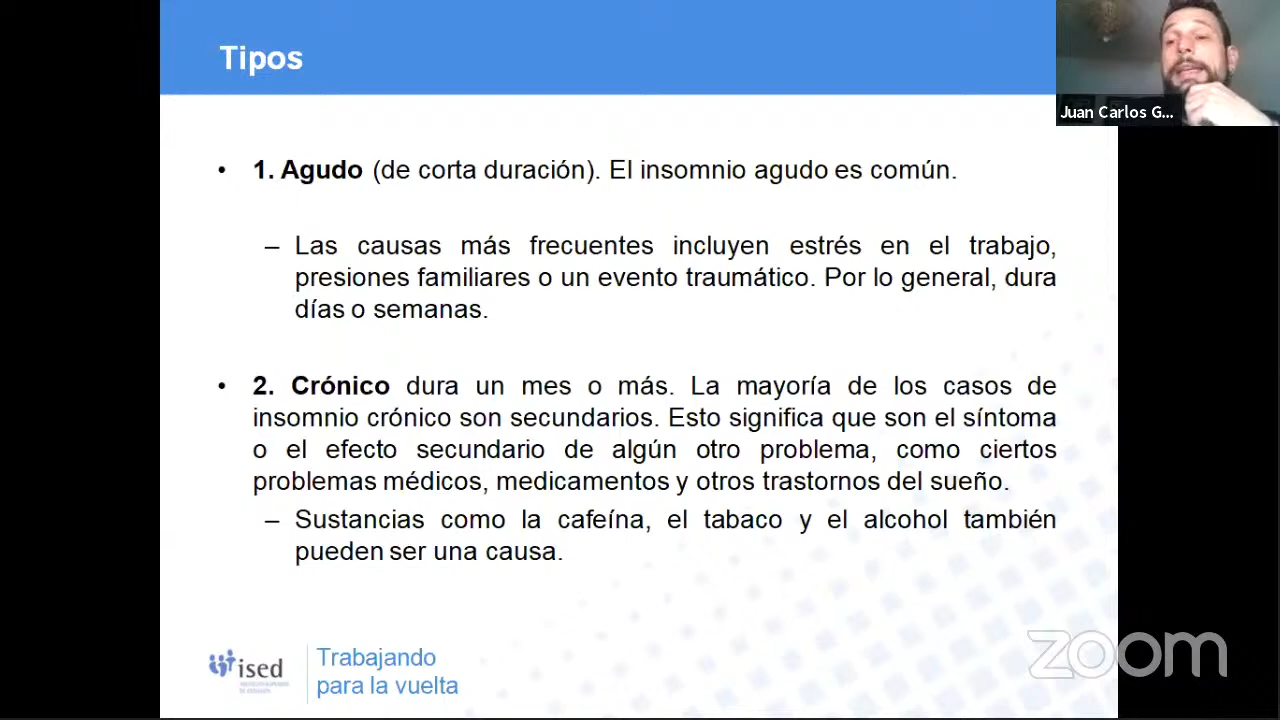 Tipos
Juan Carlos G...
• 1. Agudo (de corta duración). El insomnio agudo es común.
– Las causas más frecuentes incluyen estrés en el trabajo,
presiones familiares o un evento traumático. Por lo general, dura
días o semanas.
• 2. Crónico dura un mes o más. La mayoría de los casos de
insomnio crónico son secundarios. Esto significa que son el síntoma
o el efecto secundario de algún otro problema, como ciertos
problemas médicos, medicamentos y otros trastornos del sueño.
– Sustancias como la cafeína, el tabaco y el alcohol también
pueden ser una causa.
ised
Trabajando
para la vuelta
zoom